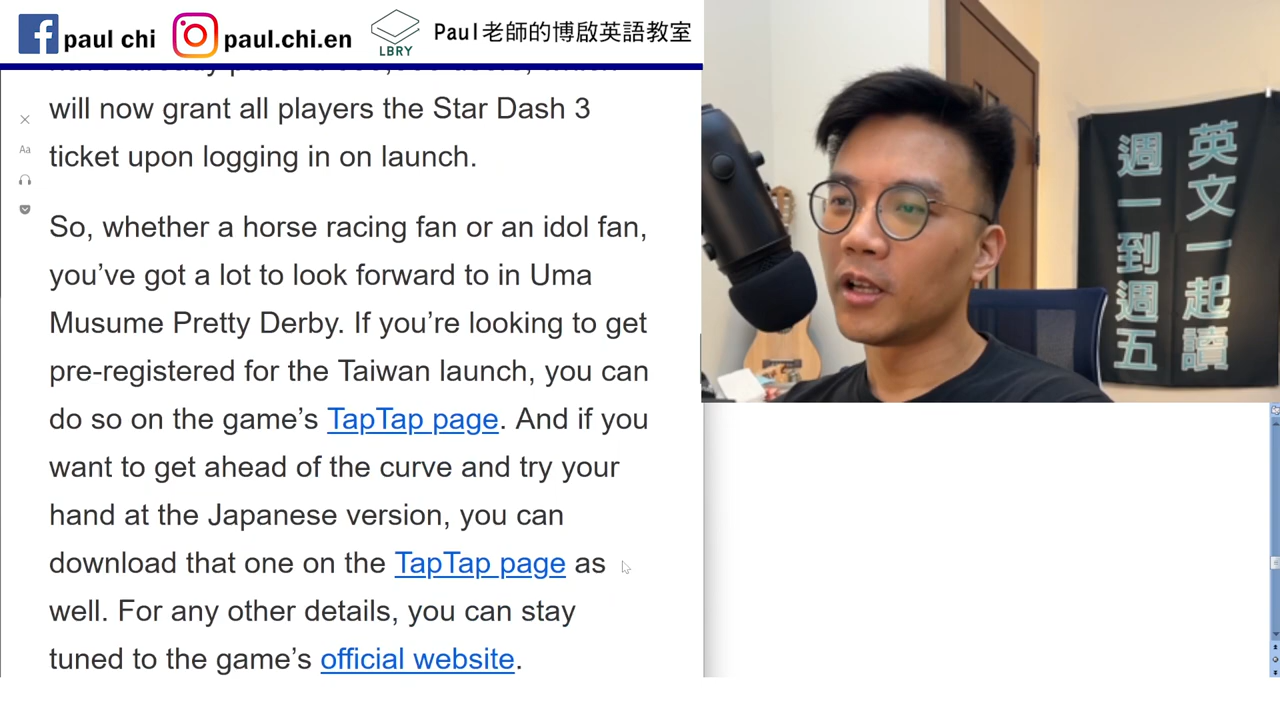 paul chi
paul.chi.en
LBRY
Paul老師的博啟英語教室
will now grant all players the Star Dash 3
ticket upon logging in on launch.
So, whether a horse racing fan or an idol fan,
you’ve got a lot to look forward to in Uma
Musume Pretty Derby. If you’re looking to get
pre-registered for the Taiwan launch, you can
do so on the game’s TapTap page. And if you
want to get ahead of the curve and try your
hand at the Japanese version, you can
download that one on the TapTap page as
well. For any other details, you can stay
tuned to the game’s official website.
Aa
英文一起讀
週一到週五